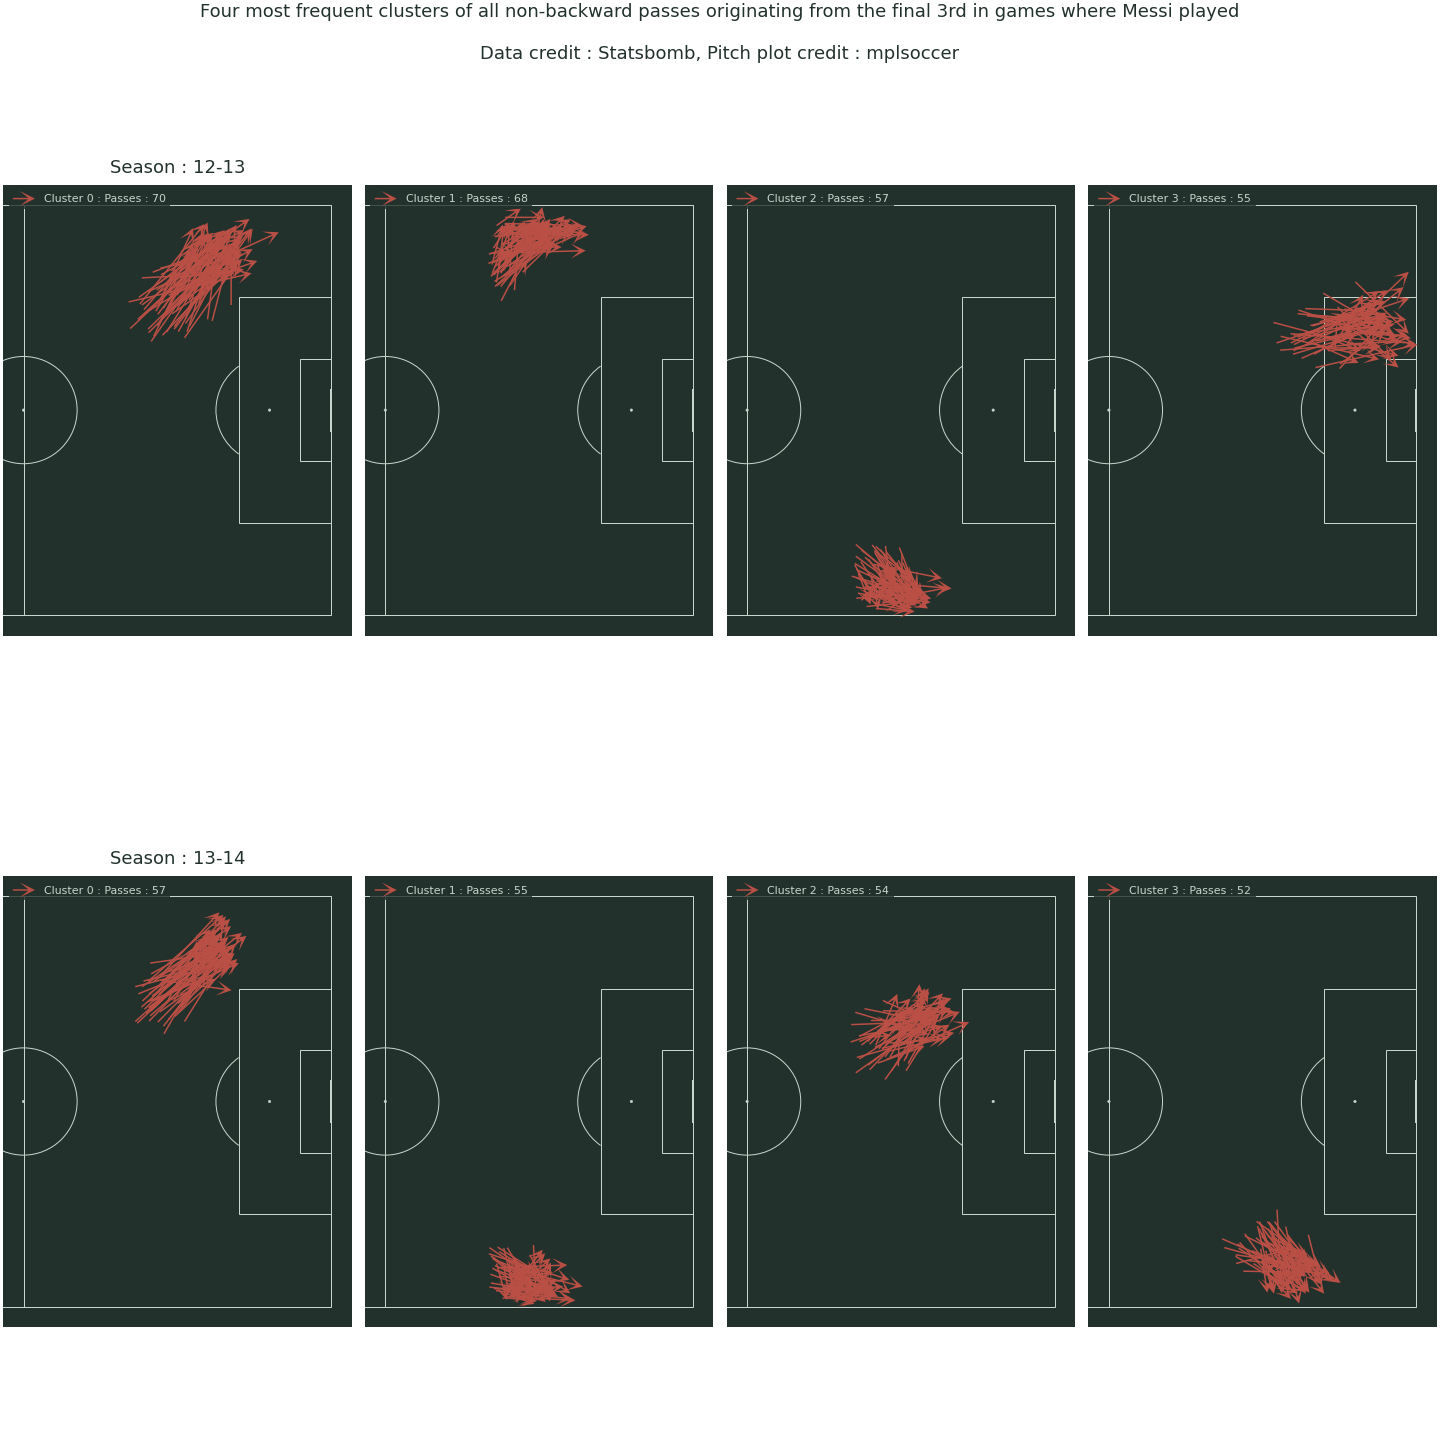 Four most frequent clusters of all non-backward passes originating from the final 3rd in games where Messi played
Data credit : Statsbomb, Pitch plot credit : mplsoccer
Season : 12-13
Cluster 0 : Passes : 70
Cluster 1 : Passes : 68
Cluster 2 : Passes : 57
Cluster 3 : Passes : 55
Season : 13-14
Cluster 0 : Passes : 57
Cluster 1 : Passes : 55
Cluster 2 : Passes : 54
Cluster 3 : Passes : 52